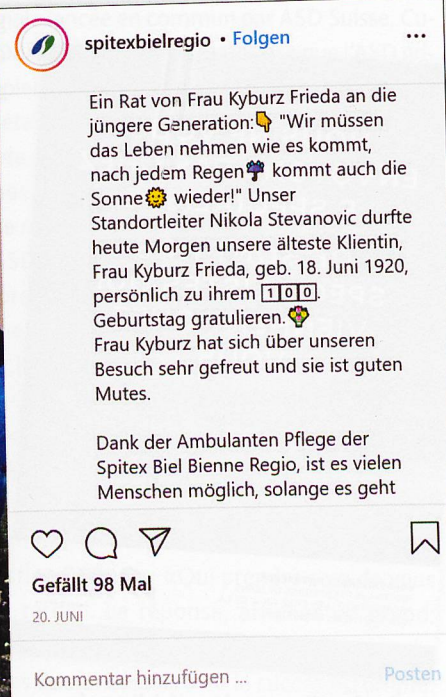 spitexbielregio • Folgen
Ein Rat von Frau Kyburz Frieda an die
jüngere Generation:👇 "Wir müssen
das Leben nehmen wie es kommt,
nach jedem Regen☔ kommt auch die
Sonne🌞 wieder!" Unser
Standortleiter Nikola Stevanovic durfte
heute Morgen unsere älteste Klientin,
Frau Kyburz Frieda, geb. 18. Juni 1920,
persönlich zu ihrem 1️⃣0️⃣0️⃣.
Geburtstag gratulieren.💐
Frau Kyburz hat sich über unseren
Besuch sehr gefreut und sie ist guten
Mutes.
Dank der Ambulanten Pflege der
Spitex Biel Bienne Regio, ist es vielen
Menschen möglich, solange es geht
Gefällt 98 Mal
20. JUNI
Kommentar hinzufügen ...
Posten